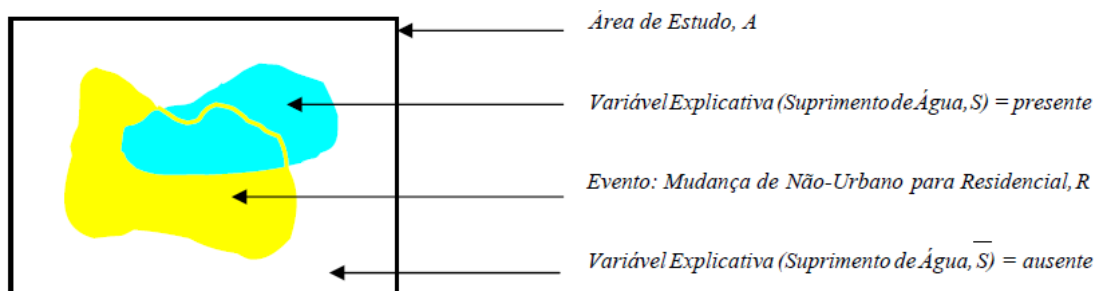 Área de Estudo, A
Variável Explicativa (Suprimento de Água, S) = presente
Evento: Mudança de Não-Urbano para Residencial, R
Variável Explicativa (Suprimento de Água, S̅) = ausente